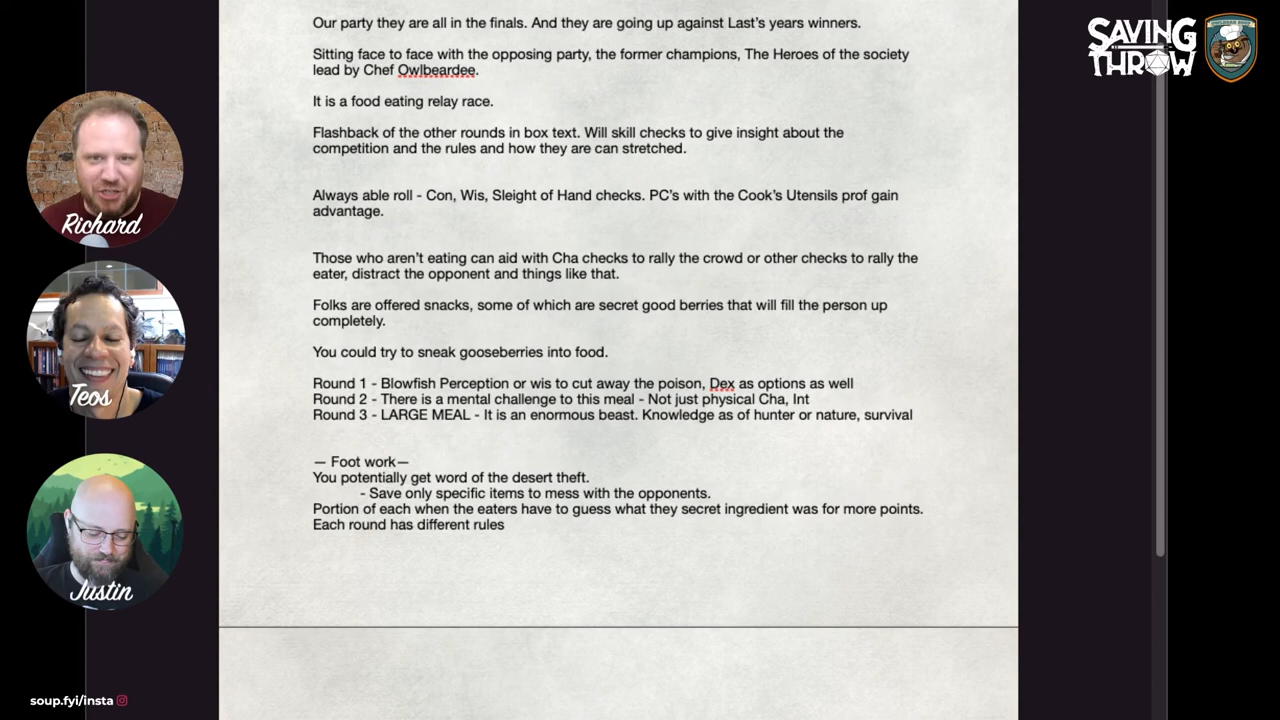 Our party they are all in the finals. And they are going up against Last's years winners.
Sitting face to face with the opposing party, the former champions, The Heroes of the society
lead by Chef Owlbeardee.
It is a food eating relay race.
Flashback of the other rounds in box text. Will skill checks to give insight about the
competition and the rules and how they are can stretched.
Always able roll - Con, Wis, Sleight of Hand checks. PC's with the Cook's Utensils prof gain
advantage.
Those who aren't eating can aid with Cha checks to rally the crowd or other checks to rally the
eater, distract the opponent and things like that.
Folks are offered snacks, some of which are secret good berries that will fill the person up
completely.
You could try to sneak gooseberries into food.
Round 1 - Blowfish Perception or wis to cut away the poison, Dex as options as well
Round 2 - There is a mental challenge to this meal - Not just physical Cha, Int
Round 3 - LARGE MEAL - It is an enormous beast. Knowledge as of hunter or nature, survival
— Foot work—
You potentially get word of the desert theft.
- Save only specific items to mess with the opponents.
Portion of each when the eaters have to guess what they secret ingredient was for more points.
Each round has different rules
Richard
Teos
Justin
SAVING
THROW
soup.fyi/insta